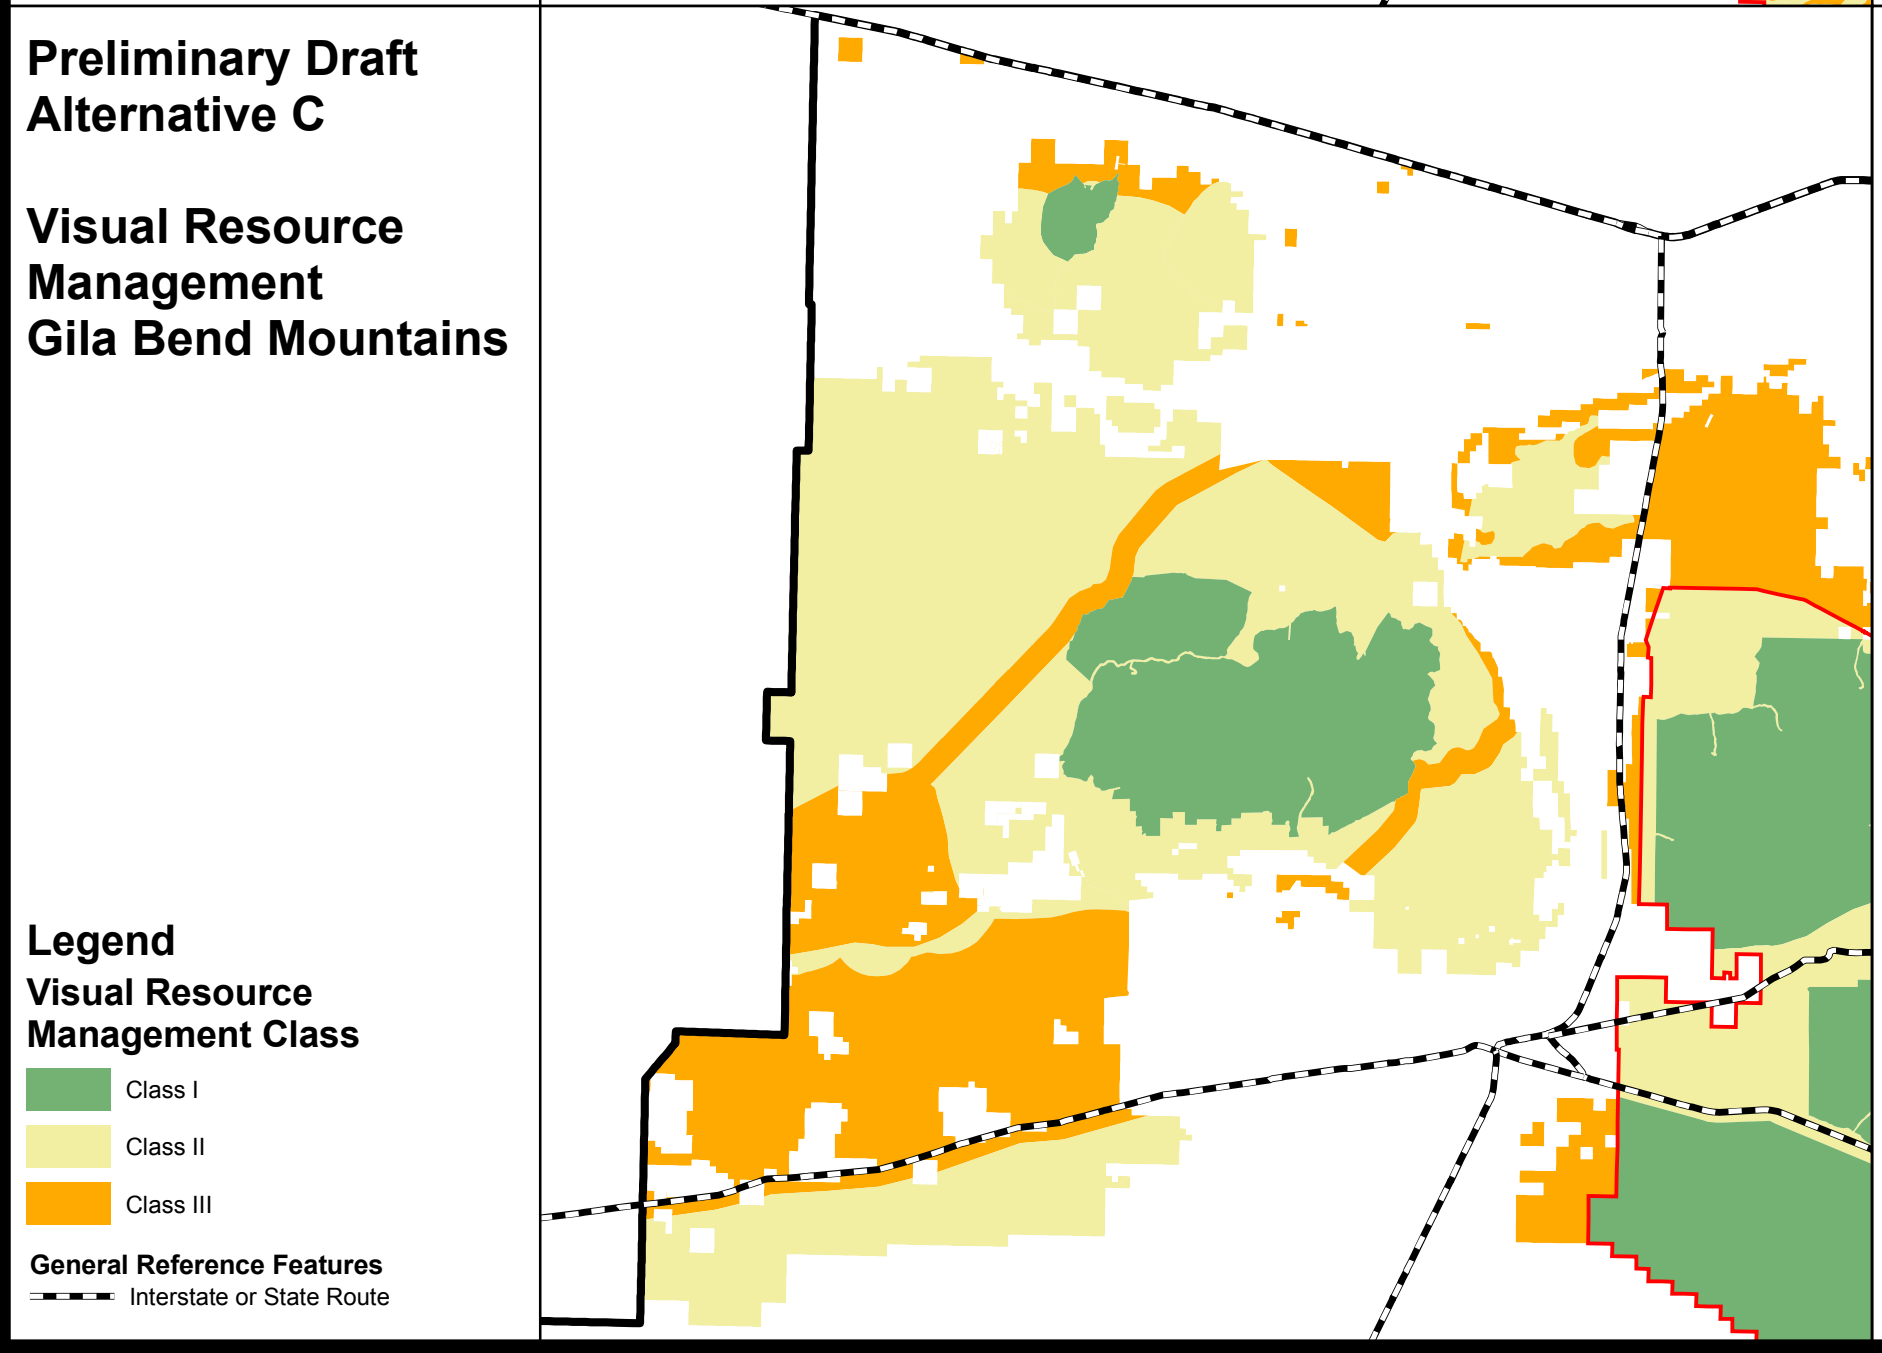 Preliminary Draft
Alternative C
Visual Resource
Management
Gila Bend Mountains
Legend
Visual Resource
Management Class
Class I
Class II
Class III
General Reference Features
Interstate or State Route